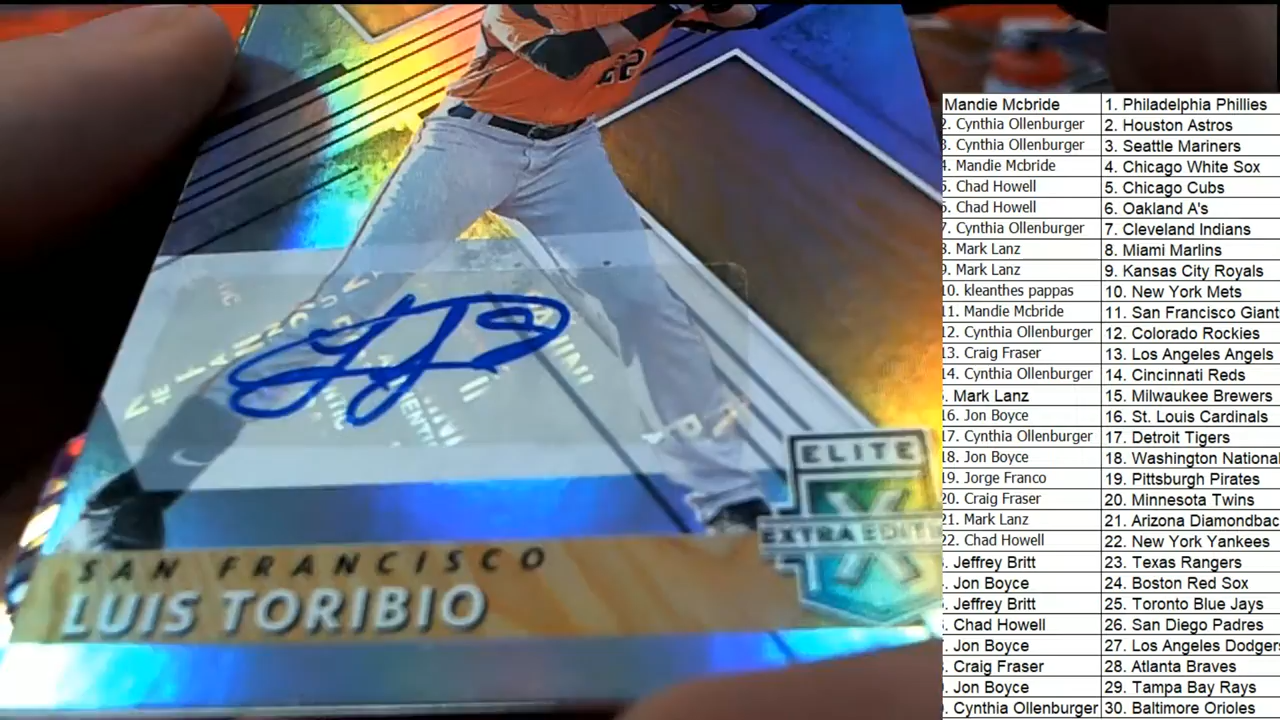 22
ELITE
X
EXTRA EDITI
SAN FRANCISCO
LUIS TORIBIO
Mandie Mcbride 1. Philadelphia Phillies
2. Cynthia Ollenburger 2. Houston Astros
3. Cynthia Ollenburger 3. Seattle Mariners
4. Mandie Mcbride 4. Chicago White Sox
5. Chad Howell 5. Chicago Cubs
6. Chad Howell 6. Oakland A's
7. Cynthia Ollenburger 7. Cleveland Indians
8. Mark Lanz 8. Miami Marlins
9. Mark Lanz 9. Kansas City Royals
10. kleanthes pappas 10. New York Mets
11. Mandie Mcbride 11. San Francisco Giant
12. Cynthia Ollenburger 12. Colorado Rockies
13. Craig Fraser 13. Los Angeles Angels
14. Cynthia Ollenburger 14. Cincinnati Reds
. Mark Lanz 15. Milwaukee Brewers
16. Jon Boyce 16. St. Louis Cardinals
17. Cynthia Ollenburger 17. Detroit Tigers
18. Jon Boyce 18. Washington National
19. Jorge Franco 19. Pittsburgh Pirates
20. Craig Fraser 20. Minnesota Twins
21. Mark Lanz 21. Arizona Diamondbac
22. Chad Howell 22. New York Yankees
. Jeffrey Britt 23. Texas Rangers
. Jon Boyce 24. Boston Red Sox
. Jeffrey Britt 25. Toronto Blue Jays
. Chad Howell 26. San Diego Padres
. Jon Boyce 27. Los Angeles Dodgers
. Craig Fraser 28. Atlanta Braves
. Jon Boyce 29. Tampa Bay Rays
. Cynthia Ollenburger 30. Baltimore Orioles